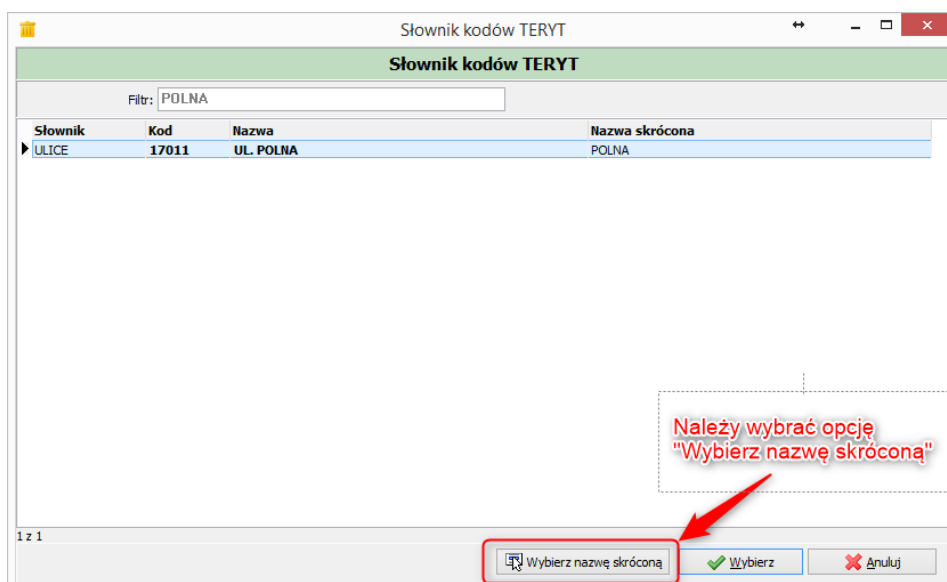 Słownik kodów TERYT
Słownik kodów TERYT
Filtr: POLNA
Słownik Kod Nazwa Nazwa skrócona
ULICE 17011 UL. POLNA POLNA
Należy wybrać opcję
"Wybierz nazwę skróconą"
1 z 1
Wybierz nazwę skróconą Wybierz Anuluj